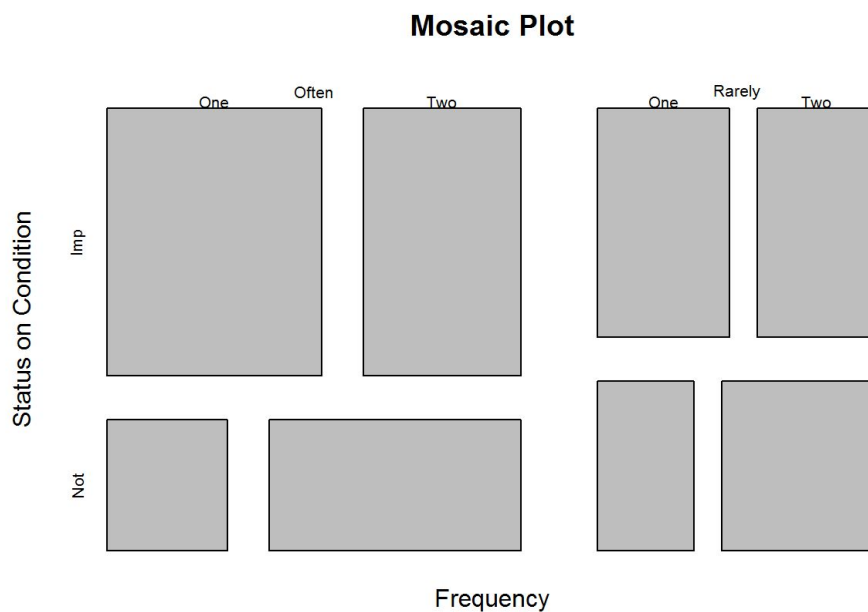 Mosaic Plot
Often
Rarely
One
Two
One
Two
Imp
Not
Status on Condition
Frequency